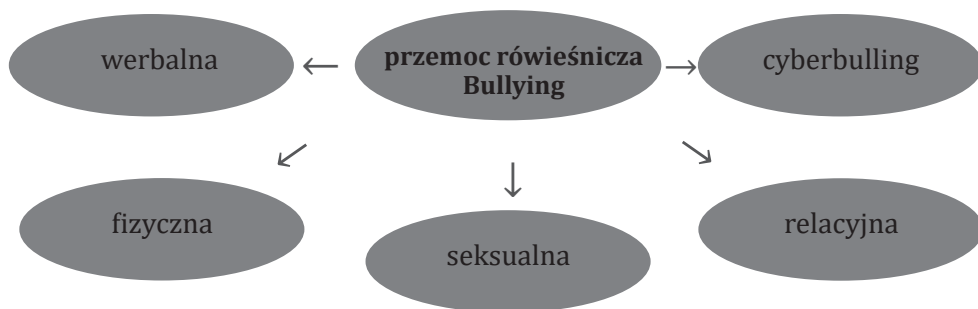 werbalna
przemoc rówieśnicza
Bullying
cyberbulling
fizyczna
seksualna
relacyjna